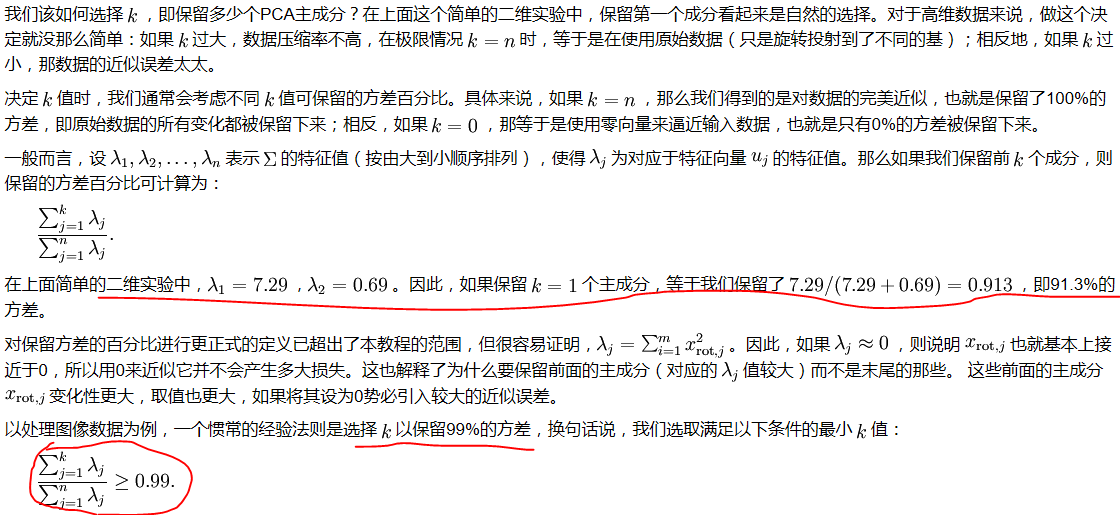 我们该如何选择 k ，即保留多少个PCA主成分？在上面这个简单的二维实验中，保留第一个成分看起来是自然的选择。对于高维数据来说，做这个决
定就没那么简单：如果 k 过大，数据压缩率不高，在极限情况 k = n 时，等于是在使用原始数据（只是旋转投射到了不同的基）；相反地，如果 k 过
小，那数据的近似误差太太。
决定 k 值时，我们通常会考虑不同 k 值可保留的方差百分比。具体来说，如果 k = n ，那么我们得到的是对数据的完美近似，也就是保留了100%的
方差，即原始数据的所有变化都被保留下来；相反，如果 k = 0 ，那等于是使用零向量来逼近输入数据，也就是只有0%的方差被保留下来。
一般而言，设 λ₁, λ₂, …, λₙ 表示 Σ 的特征值（按由大到小顺序排列），使得 λⱼ 为对应于特征向量 uⱼ 的特征值。那么如果我们保留前 k 个成分，则
保留的方差百分比可计算为：
\frac{\sum_{j=1}^{k} \lambda_j}{\sum_{j=1}^{n} \lambda_j}.
在上面简单的二维实验中，λ₁ = 7.29 ，λ₂ = 0.69 。因此，如果保留 k = 1 个主成分，等于我们保留了 7.29/(7.29 + 0.69) = 0.913 ，即91.3%的
方差。
对保留方差的百分比进行更正式的定义已超出了本教程的范围，但很容易证明，\lambda_j = \sum_{i=1}^{m} x_{\mathrm{rot},j}^2 。因此，如果 λⱼ ≈ 0 ，则说明 x_{\mathrm{rot},j} 也就基本上接
近于0，所以用0来近似它并不会产生多大损失。这也解释了为什么要保留前面的主成分（对应的 λⱼ 值较大）而不是末尾的那些。 这些前面的主成分
x_{\mathrm{rot},j} 变化性更大，取值也更大，如果将其设为0势必引入较大的近似误差。
以处理图像数据为例，一个惯常的经验法则是选择 k 以保留99%的方差，换句话说，我们选取满足以下条件的最小 k 值：
\frac{\sum_{j=1}^{k} \lambda_j}{\sum_{j=1}^{n} \lambda_j} \geq 0.99.